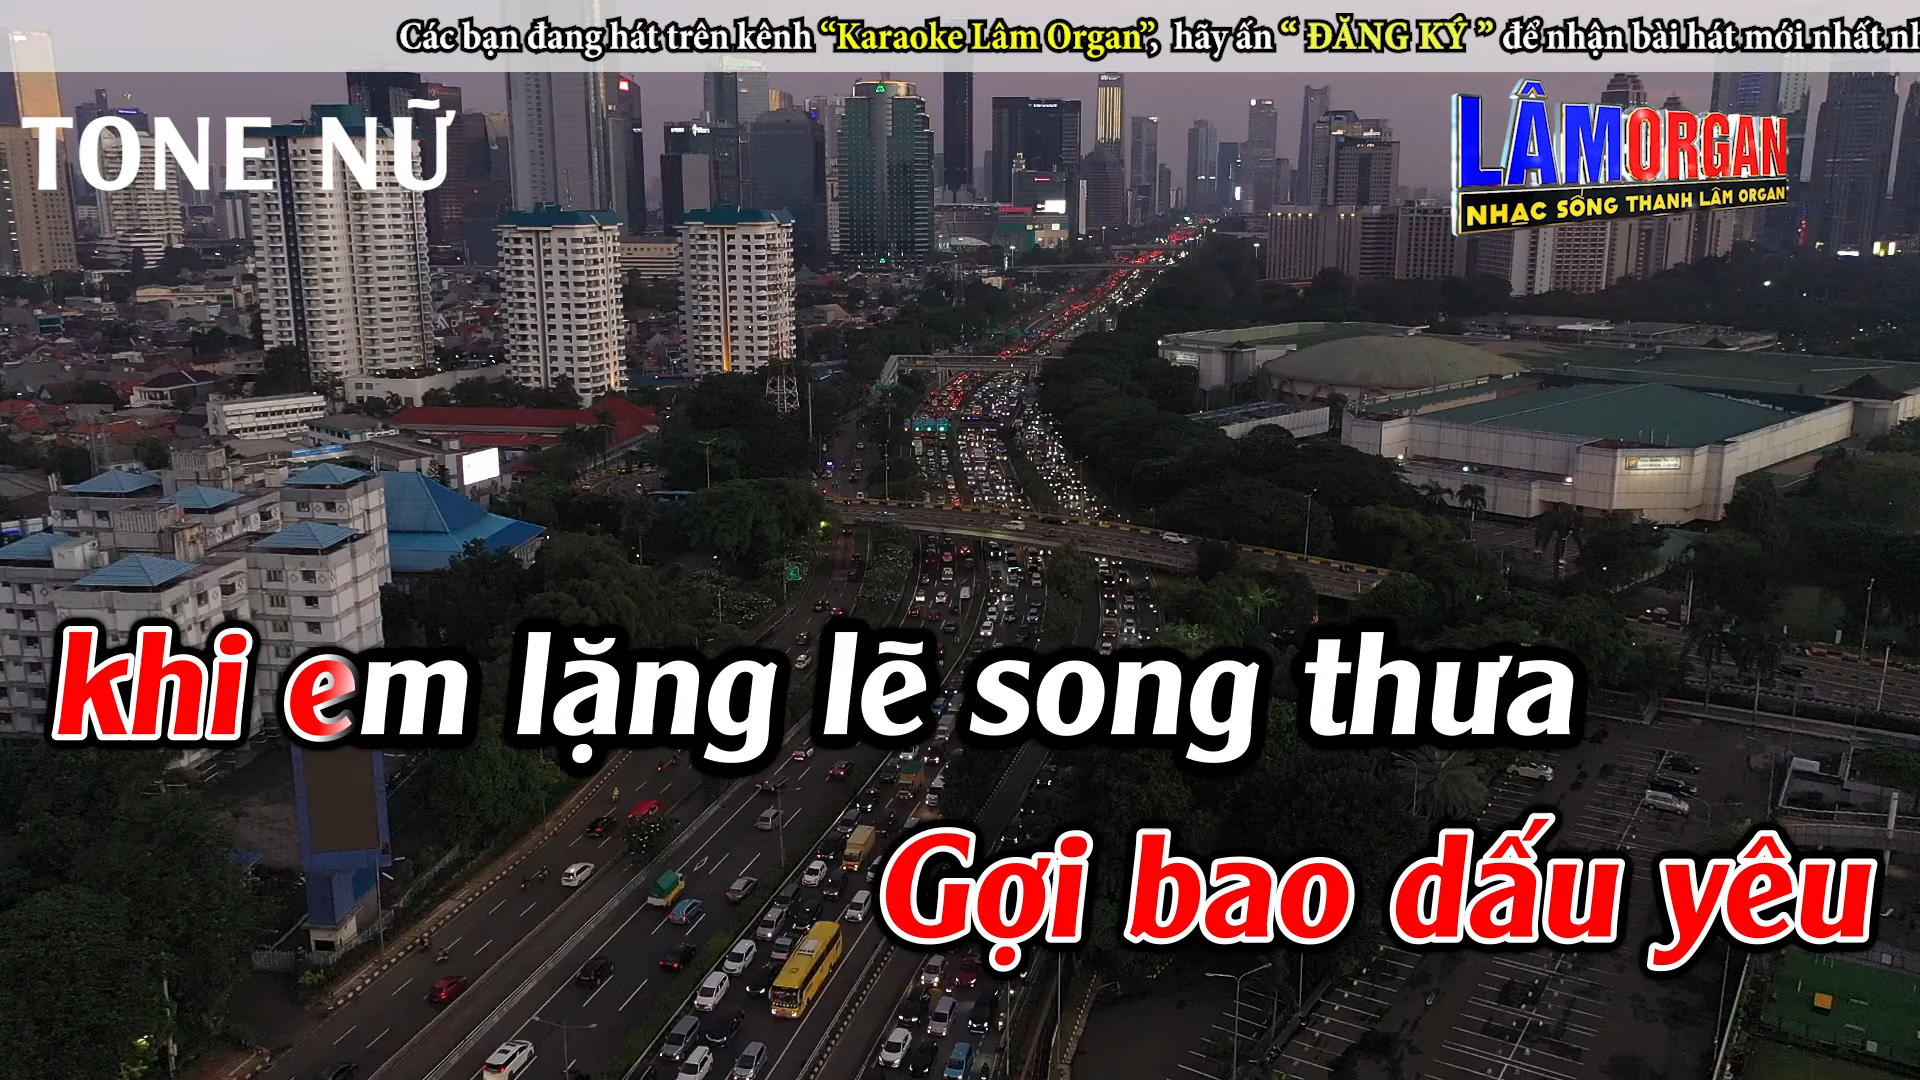 Các bạn đang hát trên kênh “Karaoke Lâm Organ”, hãy ấn “ ĐĂNG KÝ ” để nhận bài hát mới nhất nh
TONE NỮ
LÂM ORGAN
NHẠC SỐNG THANH LÂM ORGAN
khi em lặng lẽ song thưa
Gợi bao dấu yêu